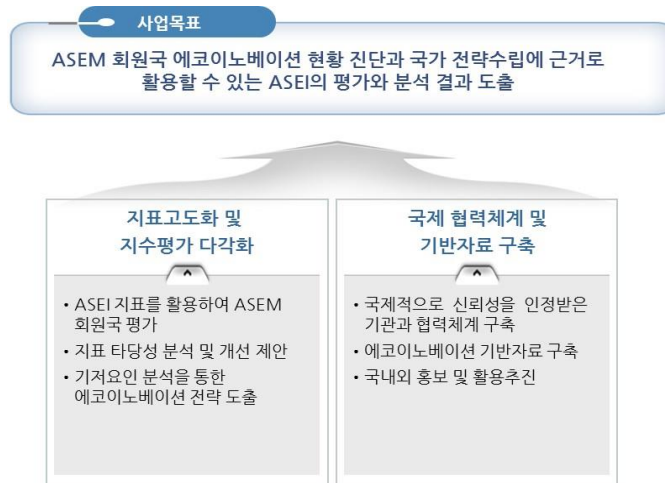 사업목표
ASEM 회원국 에코이노베이션 현황 진단과 국가 전략수립에 근거로
활용할 수 있는 ASEI의 평가와 분석 결과 도출
지표고도화 및
지수평가 다각화
• ASEI 지표를 활용하여 ASEM
회원국 평가
• 지표 타당성 분석 및 개선 제안
• 기저요인 분석을 통한
에코이노베이션 전략 도출
국제 협력체계 및
기반자료 구축
• 국제적으로 신뢰성을 인정받은
기관과 협력체계 구축
• 에코이노베이션 기반자료 구축
• 국내외 홍보 및 활용추진